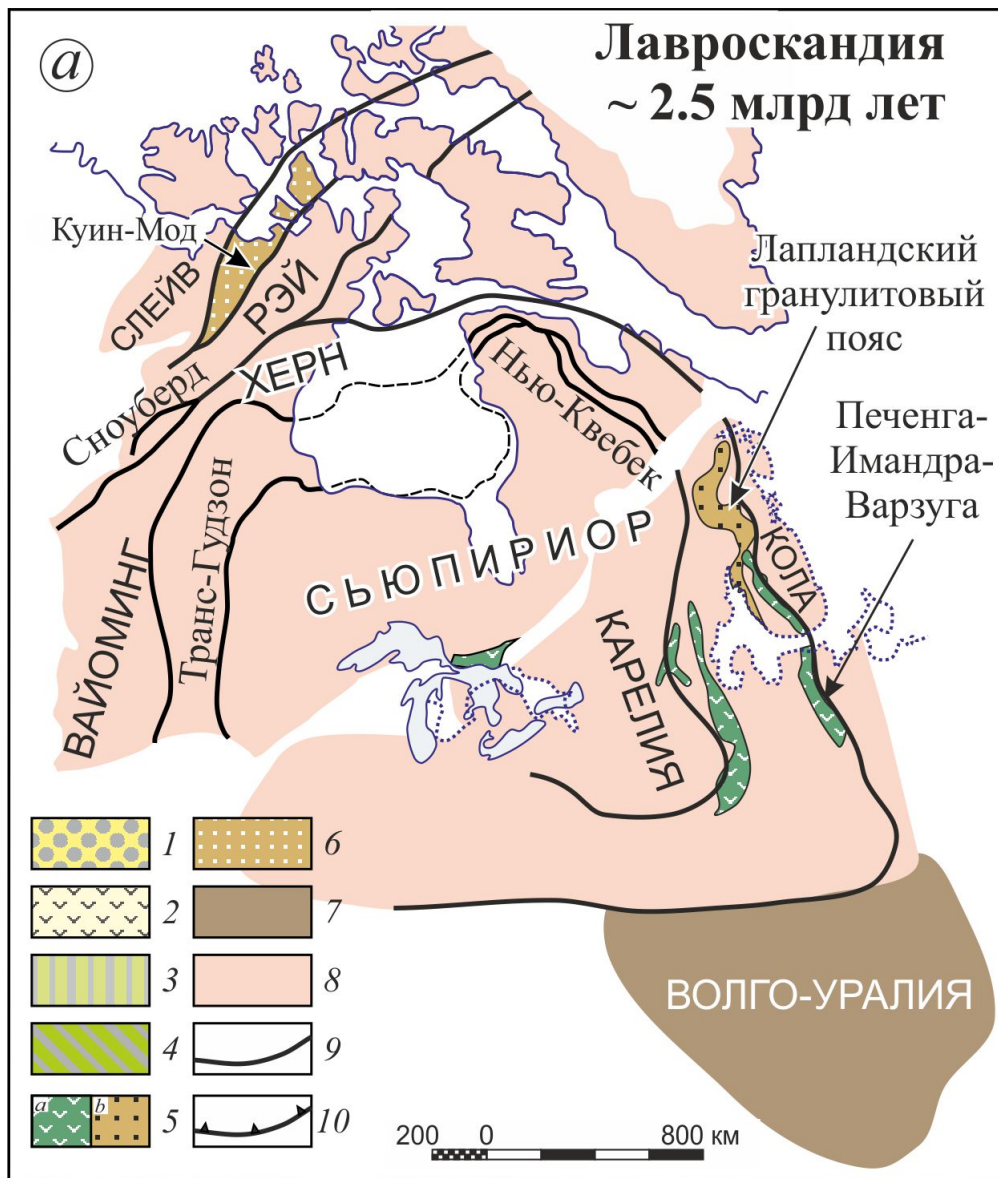 а
Лавроскандия
~ 2.5 млрд лет
Куин-Мод
СЛЕЙВ
РЭЙ
Лапландский
гранулитовый
пояс
Сноуберд
ХЕРН
Нью-Квебек
Печенга-
Имандра-
Варзуга
ВАЙОМИНГ
Транс-Гудзон
СЬЮПИРИОР
КАРЕЛИЯ
КОЛА
ВОЛГО-УРАЛИЯ
1
6
2
7
3
8
4
9
a
b
5
10
200 0 800 км